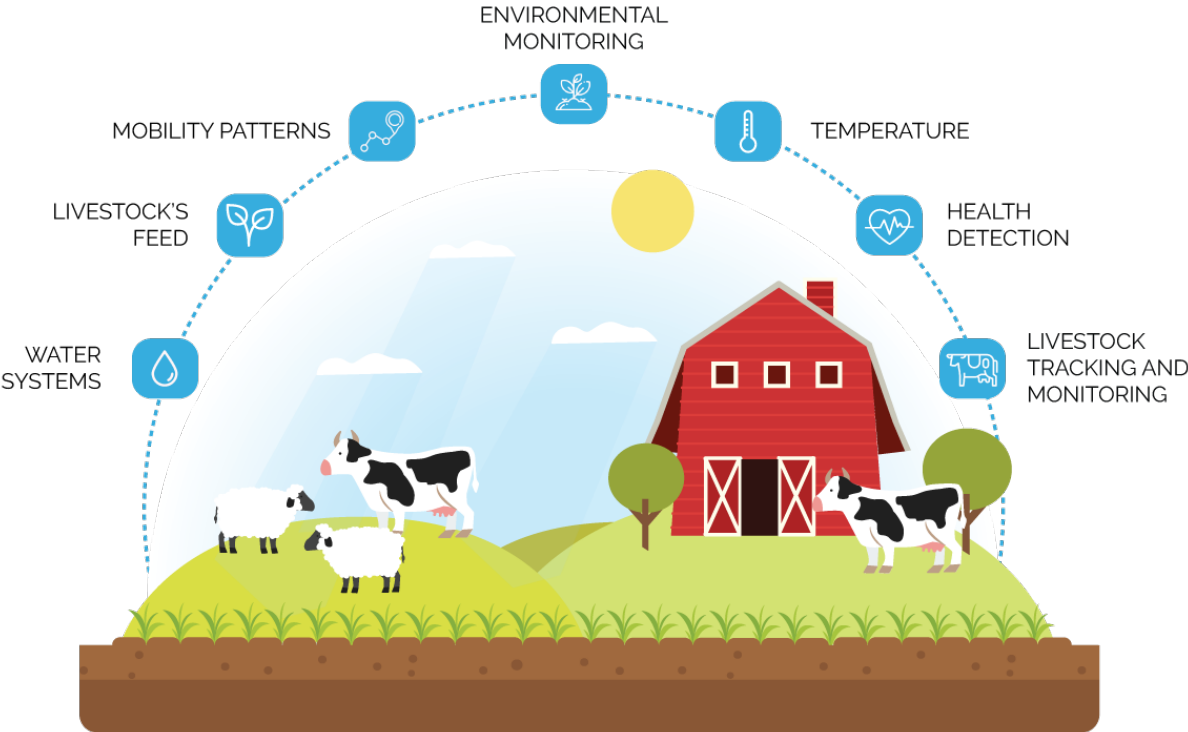 ENVIRONMENTAL
MONITORING
MOBILITY PATTERNS
TEMPERATURE
LIVESTOCK'S
FEED
HEALTH
DETECTION
WATER
SYSTEMS
LIVESTOCK
TRACKING AND
MONITORING